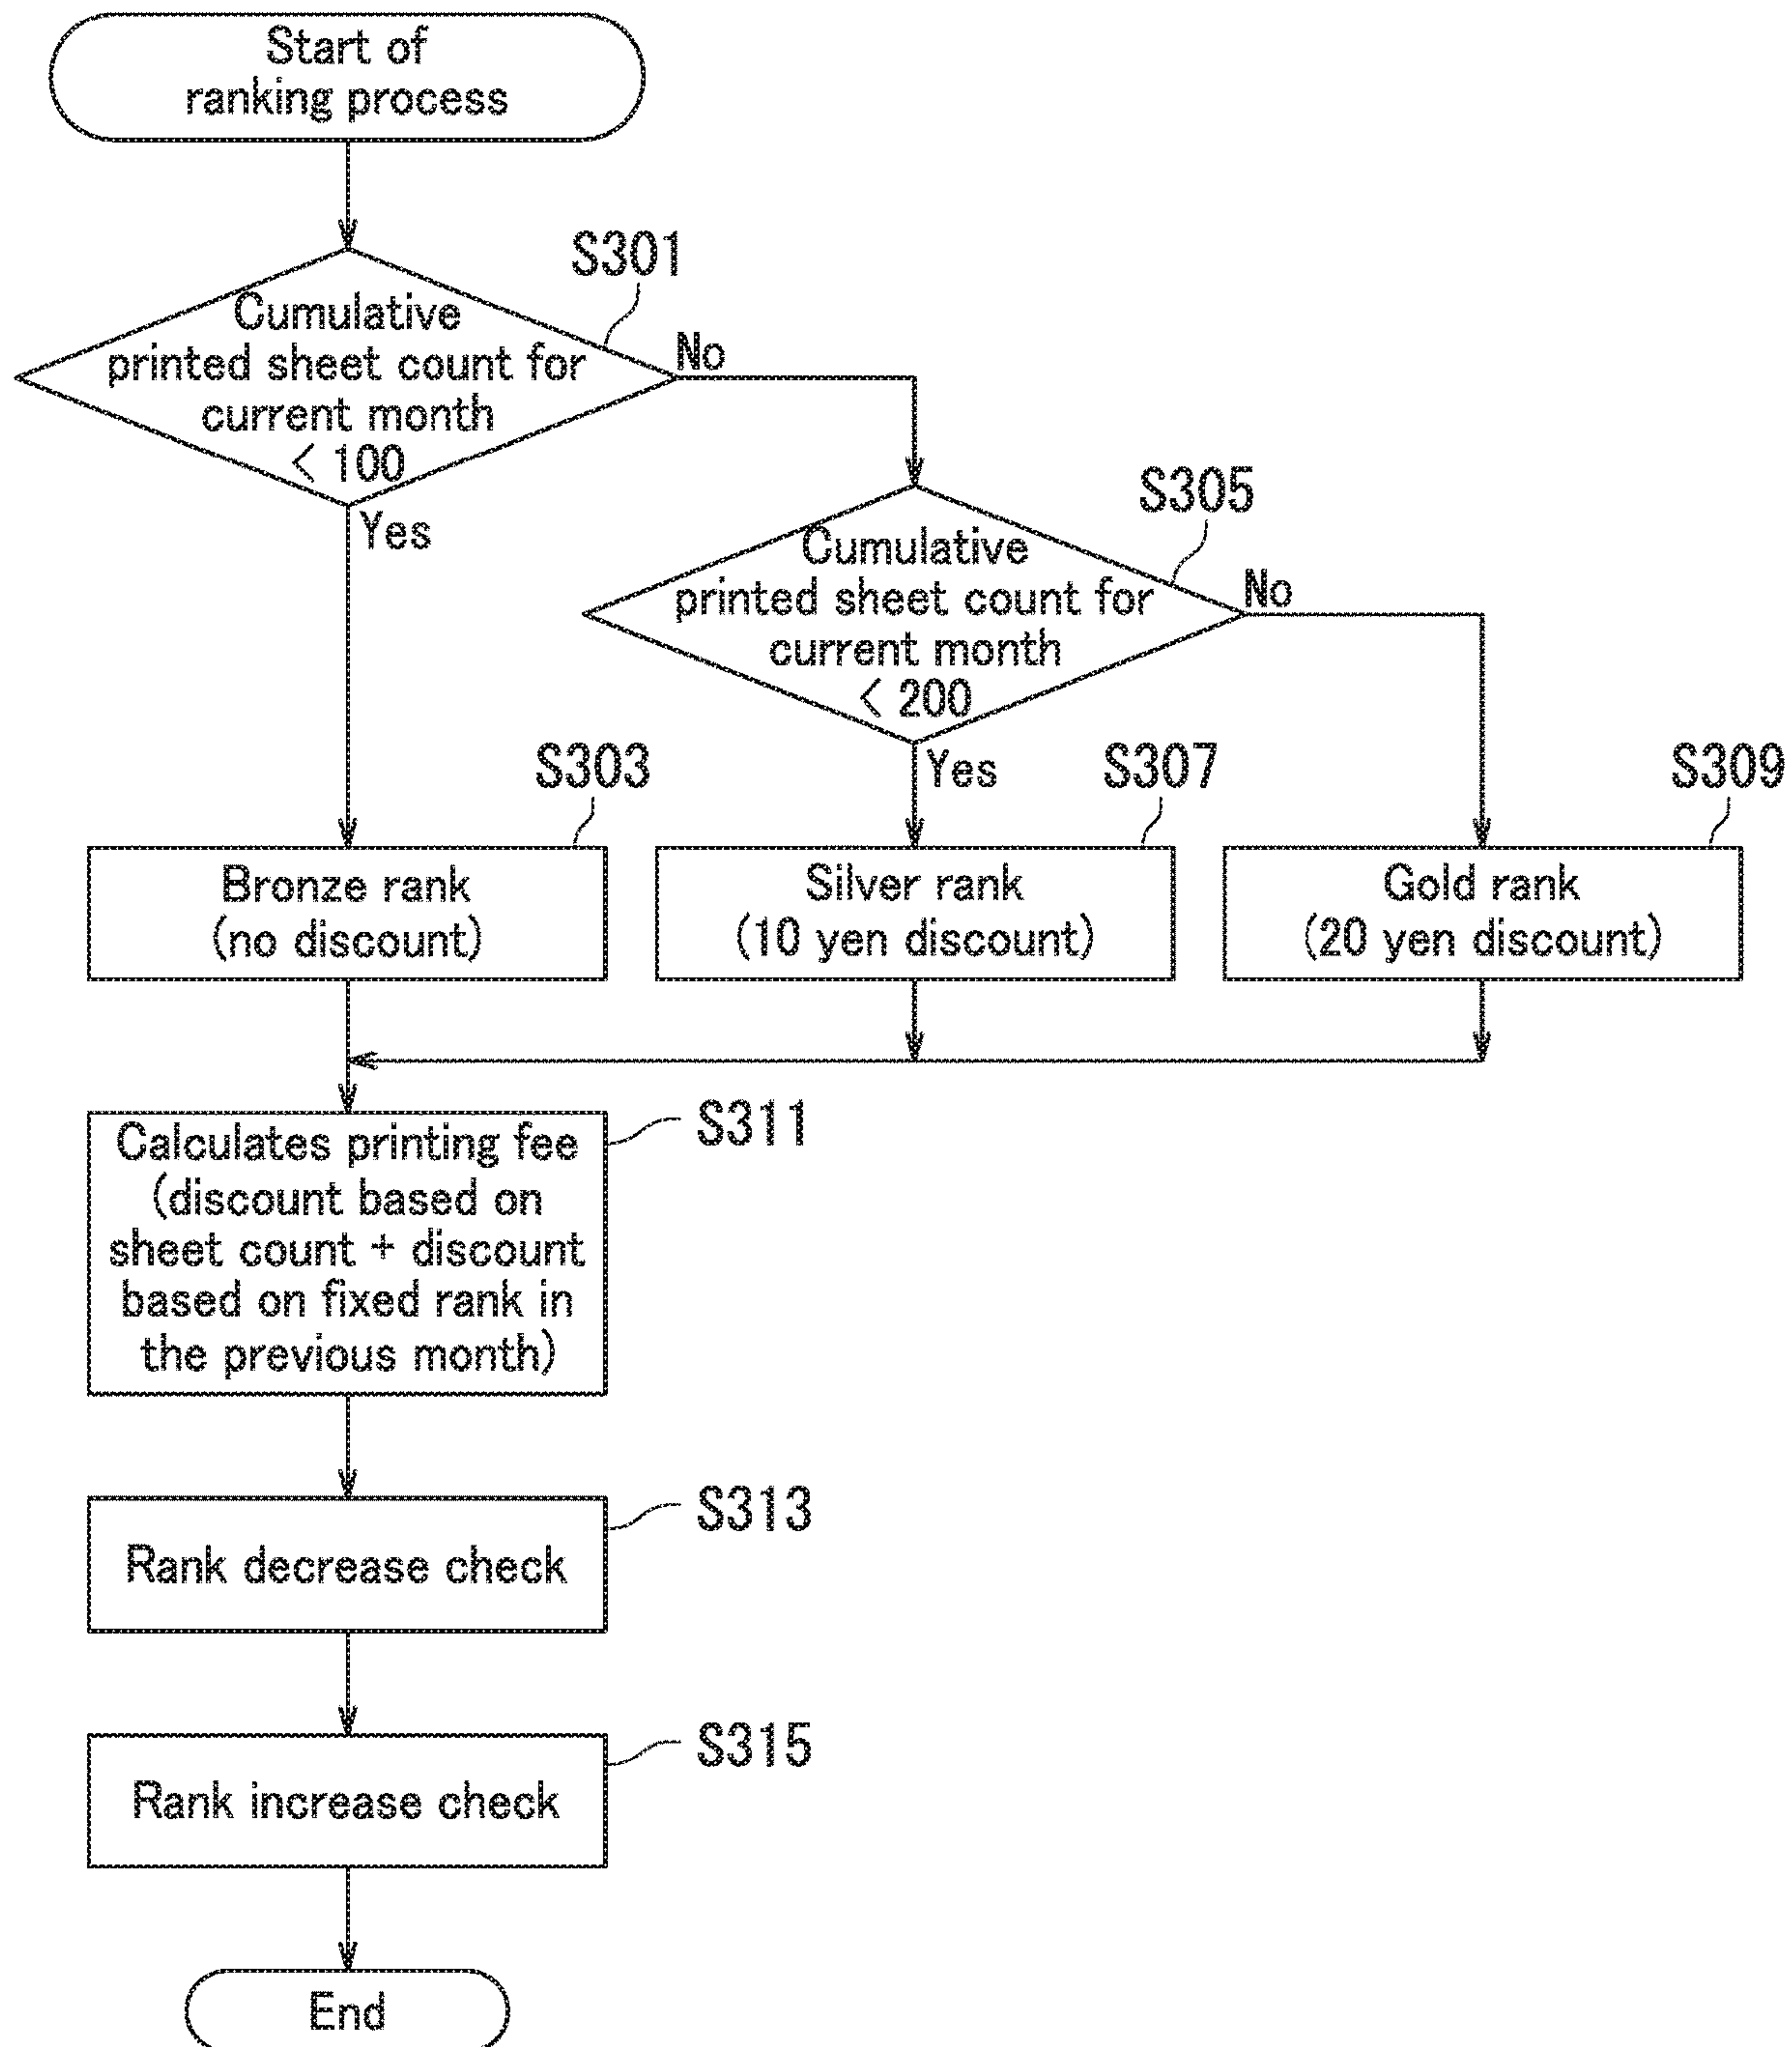 Start of
ranking process
S301
Cumulative
printed sheet count for
current month
< 100
No
Yes
S305
Cumulative
printed sheet count for
current month
< 200
No
Yes
S303
Bronze rank
(no discount)
S307
Silver rank
(10 yen discount)
S309
Gold rank
(20 yen discount)
S311
Calculates printing fee
(discount based on
sheet count + discount
based on fixed rank in
the previous month)
S313
Rank decrease check
S315
Rank increase check
End